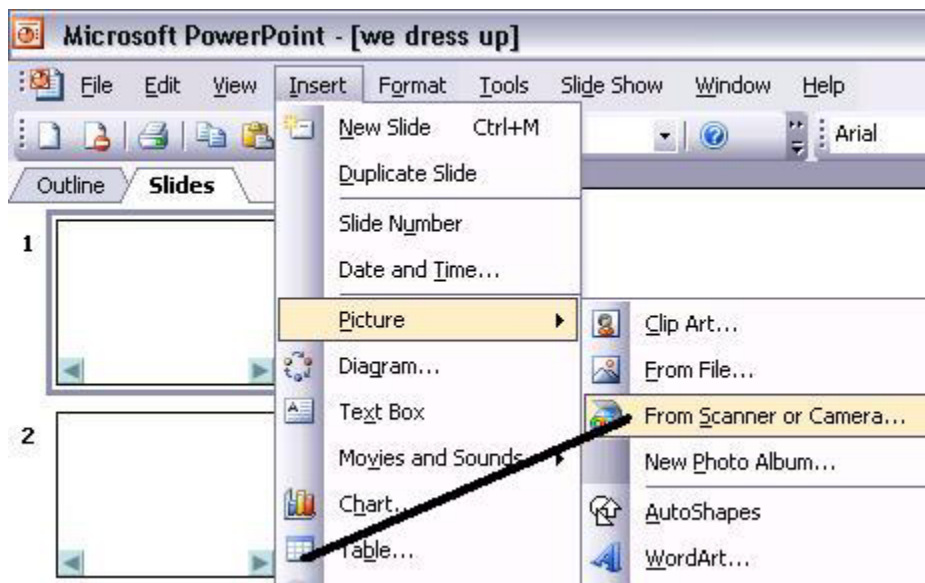 Microsoft PowerPoint - [we dress up]
File Edit View Insert Format Tools Slide Show Window Help
Arial
Outline Slides
1
2
New Slide Ctrl+M
Duplicate Slide
Slide Number
Date and Time...
Picture
Diagram...
Text Box
Movies and Sounds
Chart...
Table...
Clip Art...
From File...
From Scanner or Camera...
New Photo Album...
AutoShapes
WordArt...